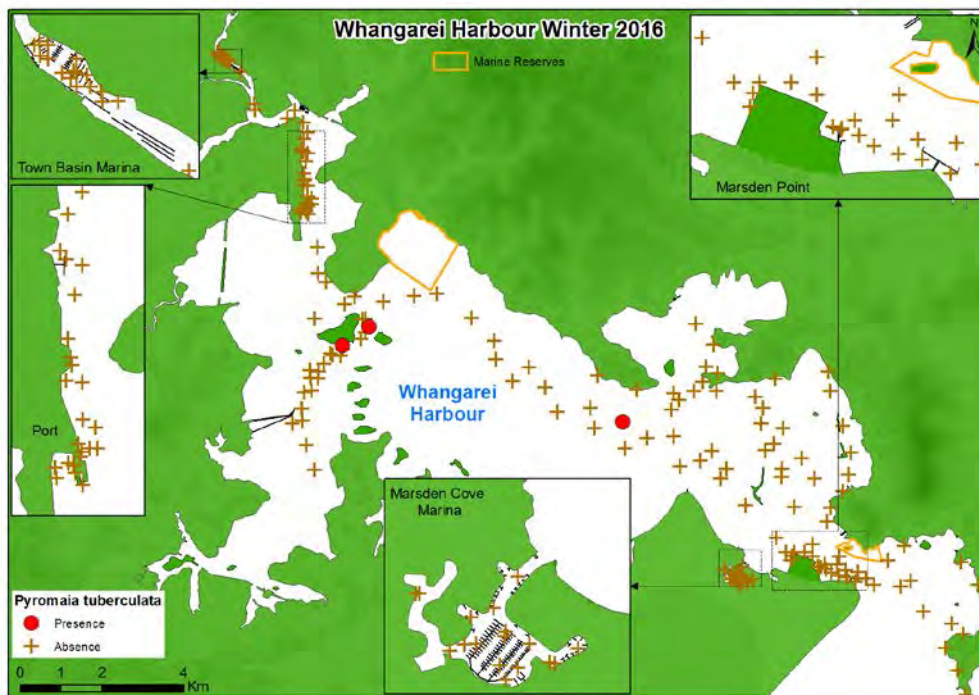 Whangarei Harbour Winter 2016
Marine Reserves
N
Town Basin Marina
Marsden Point
Port
Whangarei
Harbour
Marsden Cove
Marina
Pyromaia tuberculata
Presence
Absence
0 1 2 4
Km